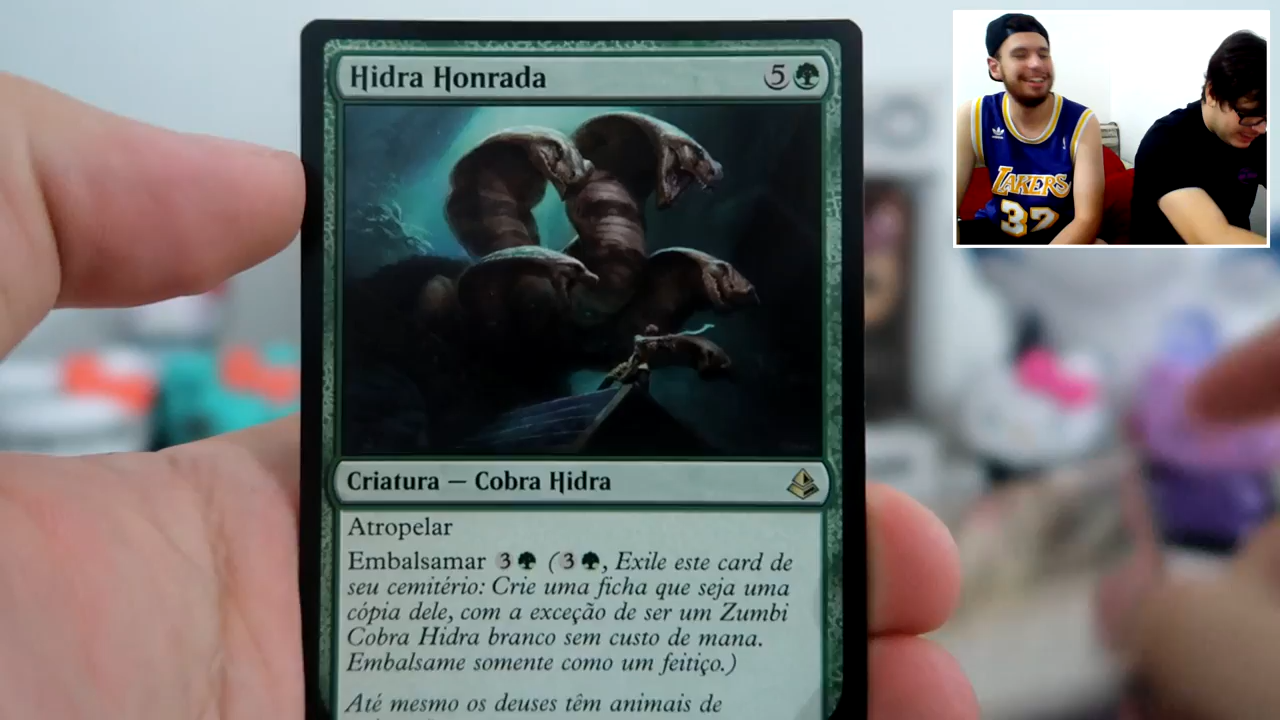 Hidra Honrada 5
Criatura — Cobra Hidra
Atropelar
Embalsamar 3 (3, Exile este card de
seu cemitério: Crie uma ficha que seja uma
cópia dele, com a exceção de ser um Zumbi
Cobra Hidra branco sem custo de mana.
Embalsame somente como um feitiço.)
Até mesmo os deuses têm animais de
LAKERS
32